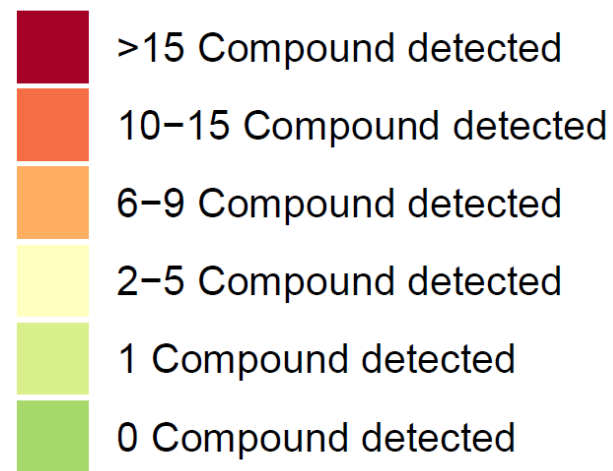 >15 Compound detected
10−15 Compound detected
6−9 Compound detected
2−5 Compound detected
1 Compound detected
0 Compound detected